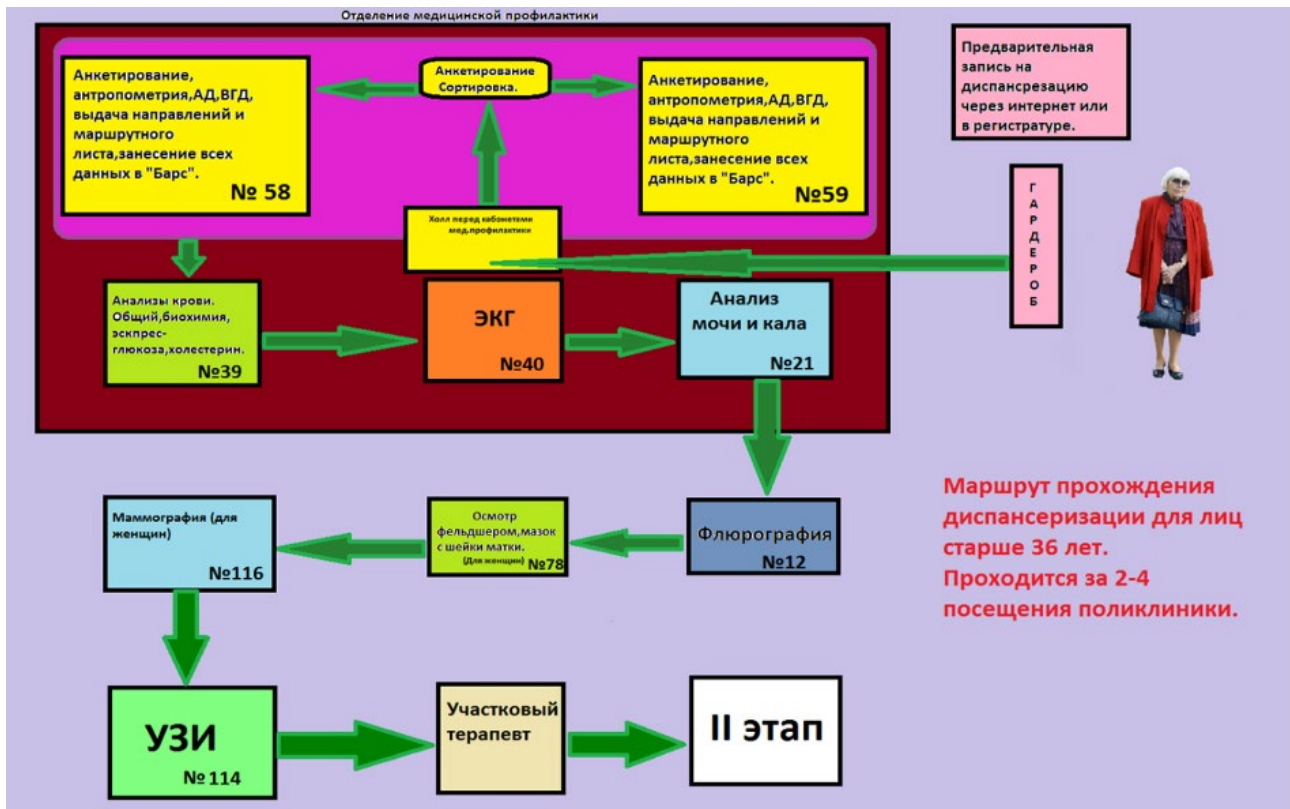 Отделение медицинской профилактики
Анкетирование,
антропометрия,АД,ВГД,
выдача направлений и
маршрутного
листа,занесение всех
данных в "Барс".
№ 58
Анкетирование
Сортировка.
Анкетирование,
антропометрия,АД,ВГД,
выдача направлений и
маршрутного
листа,занесение всех
данных в "Барс".
№59
Предварительная
запись на
диспансрезацию
через интернет или
в регистратуре.
Г
А
Р
Д
Е
Р
О
Б
Холл перед кабонетами
мед.профилактики
Анализы крови.
Общий,биохимия,
эскпрес-
глюкоза,холестерин.
№39
ЭКГ
№40
Анализ
мочи и кала
№21
Маммография (для
женщин)
№116
Осмотр
фельдшером,мазок
с шейки матки.
(Для женщин) №78
Флюрография
№12
Маршрут прохождения
диспансеризации для лиц
старше 36 лет.
Проходится за 2-4
посещения поликлиники.
УЗИ
№ 114
Участковый
терапевт
II этап